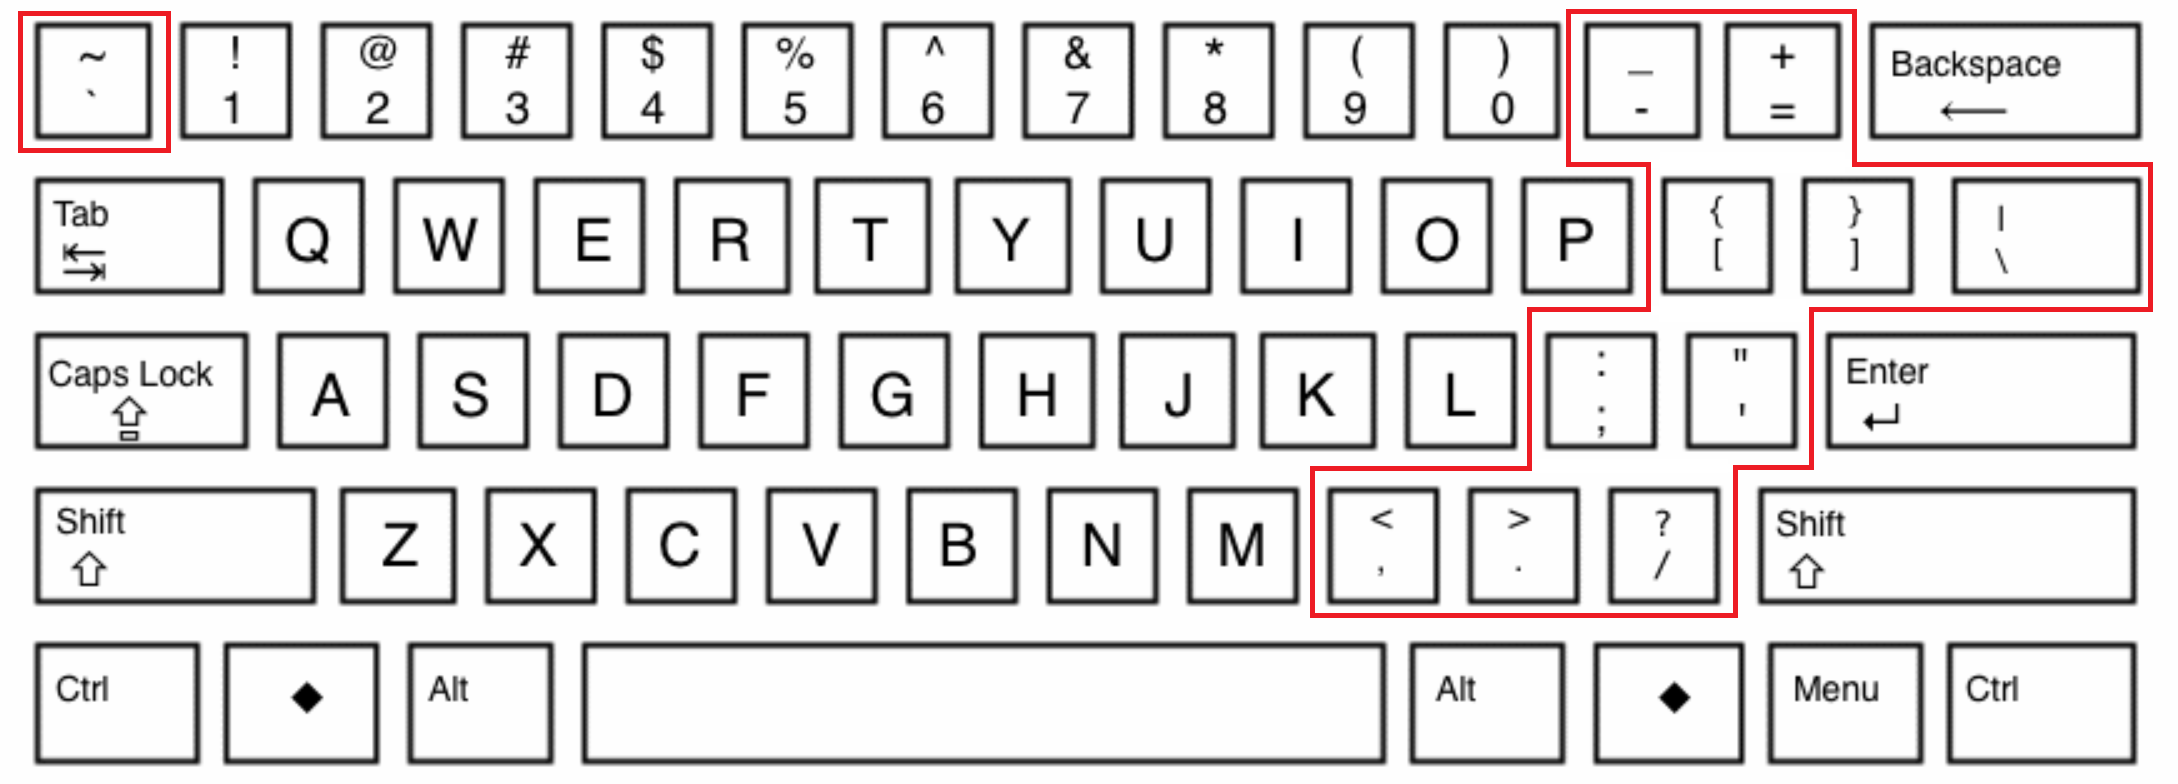 ~ ! @ # $ % ^ & * ( ) _ + Backspace
` 1 2 3 4 5 6 7 8 9 0 - = ←
Tab Q W E R T Y U I O P { } |
[ ] \
Caps Lock A S D F G H J K L : " Enter
; '
Shift Z X C V B N M < > ? Shift
, . /
Ctrl ◆ Alt Alt ◆ Menu Ctrl